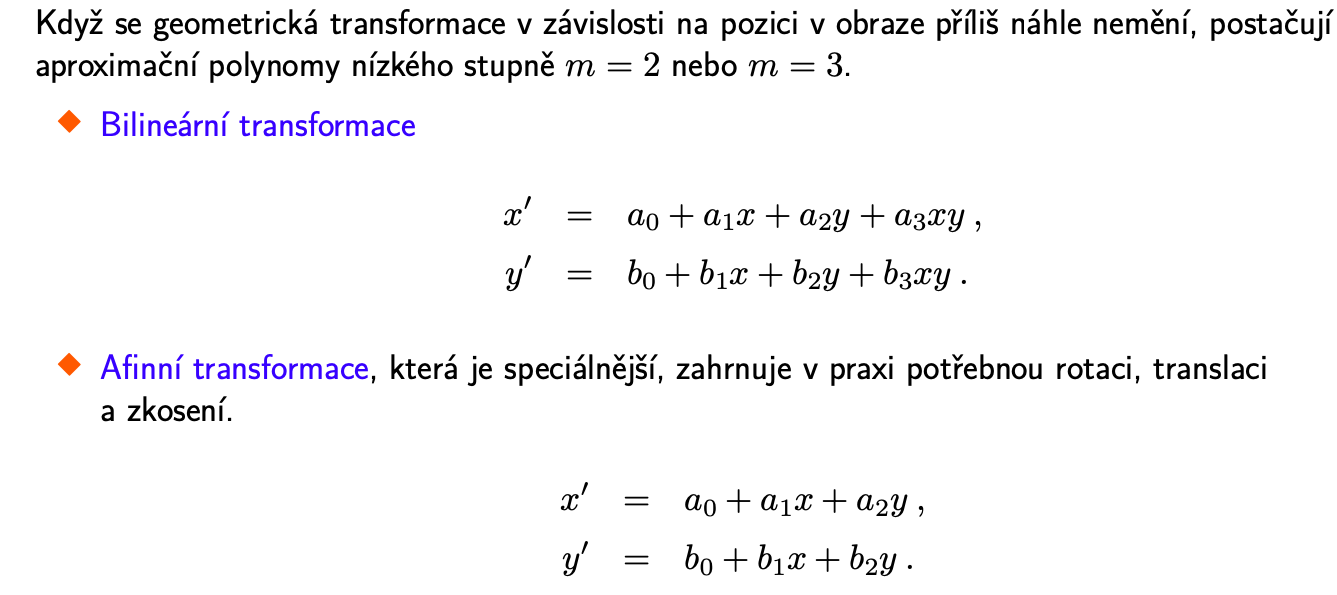 Když se geometrická transformace v závislosti na pozici v obraze příliš náhle nemění, postačují
aproximační polynomy nízkého stupně m = 2 nebo m = 3.
◆ Bilineární transformace
x′ = a₀ + a₁x + a₂y + a₃xy ,
y′ = b₀ + b₁x + b₂y + b₃xy .
◆ Afinní transformace, která je speciálnější, zahrnuje v praxi potřebnou rotaci, translaci
a zkosení.
x′ = a₀ + a₁x + a₂y ,
y′ = b₀ + b₁x + b₂y .